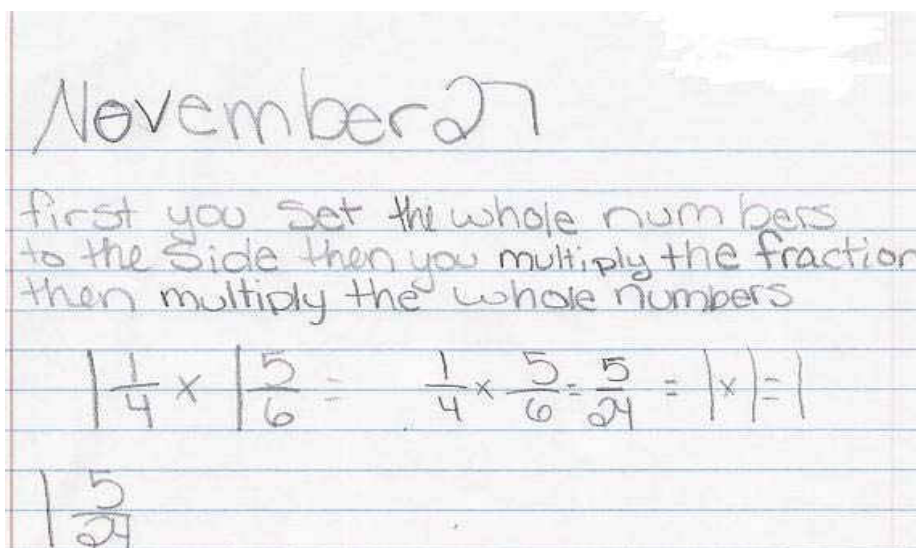 November 27
first you set the whole numbers
to the side then you multiply the fraction
then multiply the whole numbers
1 1/4 × 1 5/6 = 1/4 × 5/6 = 5/24 = 1 × 1 = 1
1 5/24